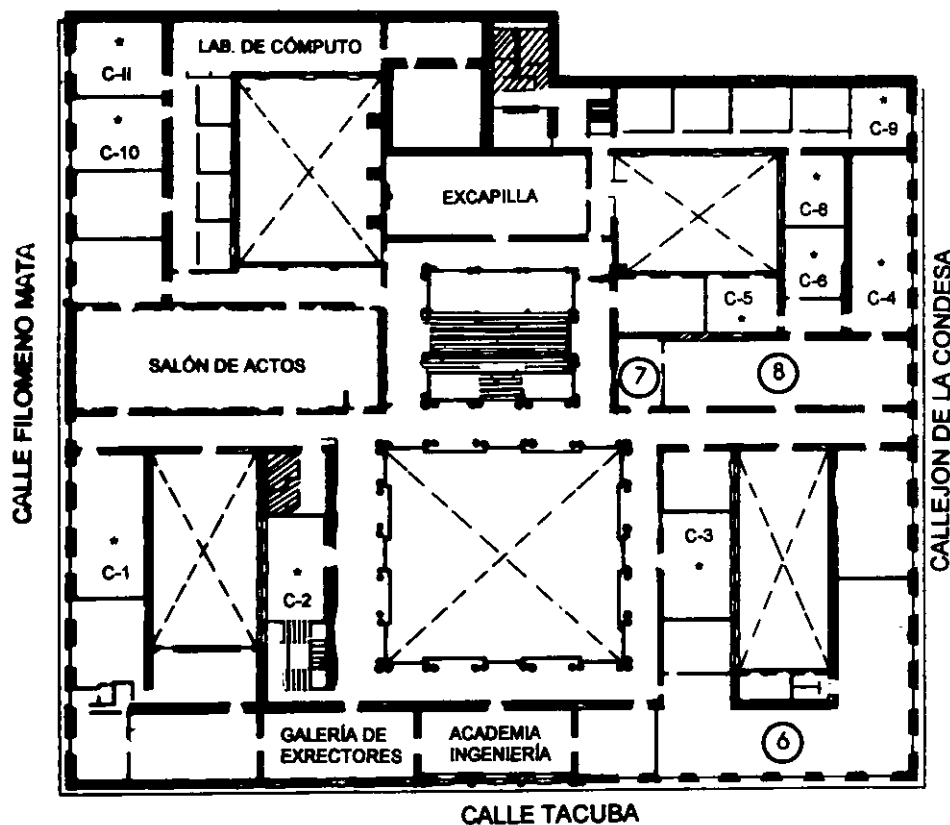 LAB. DE CÓMPUTO
C-11
C-10
C-9
EXCAPILLA
C-8
C-6
C-4
C-5
SALÓN DE ACTOS
7
8
CALLE FILOMENO MATA
CALLEJON DE LA CONDESA
C-1
C-2
C-3
GALERÍA DE
EXRECTORES
ACADEMIA
INGENIERÍA
6
CALLE TACUBA